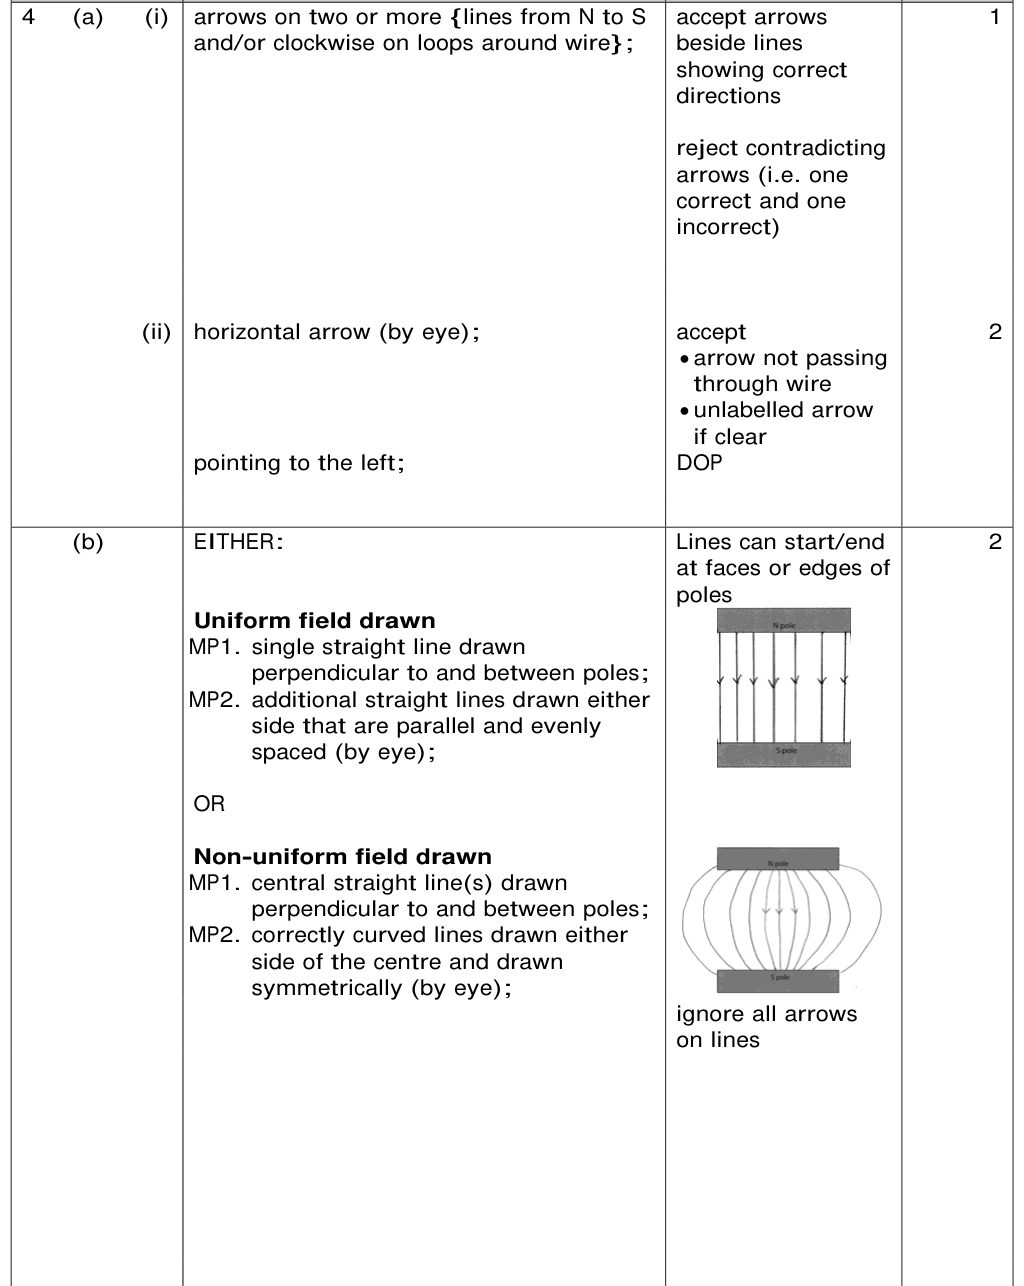 4 (a) (i) arrows on two or more {lines from N to S accept arrows 1
and/or clockwise on loops around wire}; beside lines
showing correct
directions
reject contradicting
arrows (i.e. one
correct and one
incorrect)
(ii) horizontal arrow (by eye); accept 2
• arrow not passing
through wire
• unlabelled arrow
if clear
pointing to the left; DOP
(b) EITHER: Lines can start/end 2
at faces or edges of
poles
Uniform field drawn
N pole
MP1. single straight line drawn
perpendicular to and between poles;
MP2. additional straight lines drawn either
side that are parallel and evenly
spaced (by eye);
S pole
OR
Non-uniform field drawn
N pole
MP1. central straight line(s) drawn
perpendicular to and between poles;
MP2. correctly curved lines drawn either
side of the centre and drawn
symmetrically (by eye);
S pole
ignore all arrows
on lines